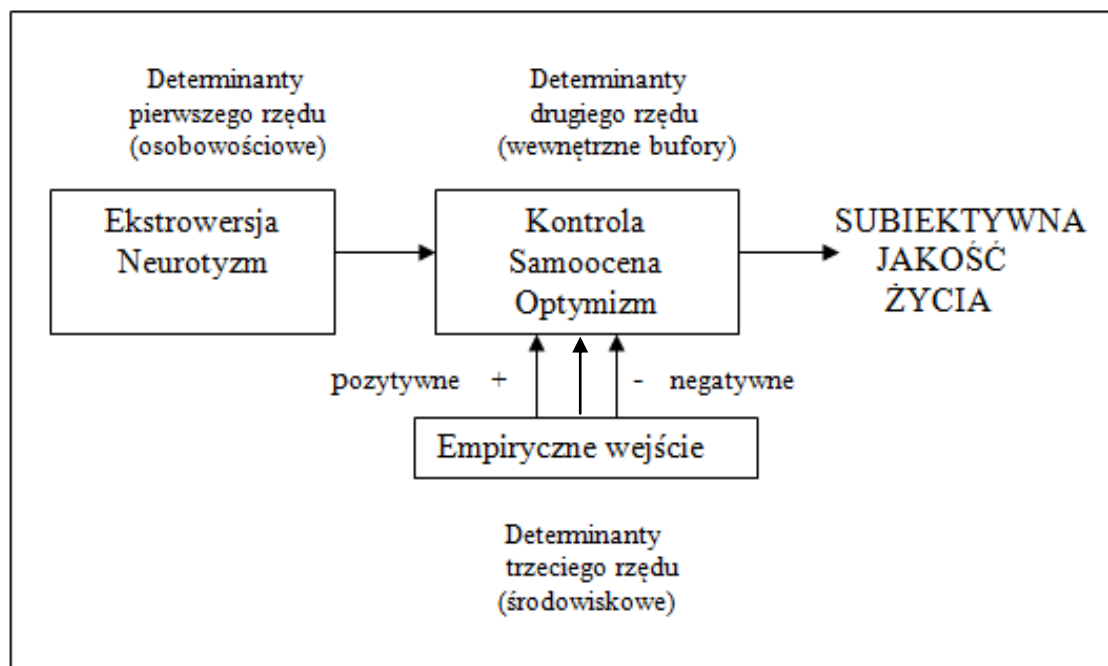 Determinanty
pierwszego rzędu
(osobowościowe)
Determinanty
drugiego rzędu
(wewnętrzne bufory)
Ekstrowersja
Neurotyzm
Kontrola
Samoocena
Optymizm
SUBIEKTYWNA
JAKOŚĆ
ŻYCIA
pozytywne +
- negatywne
Empiryczne wejście
Determinanty
trzeciego rzędu
(środowiskowe)